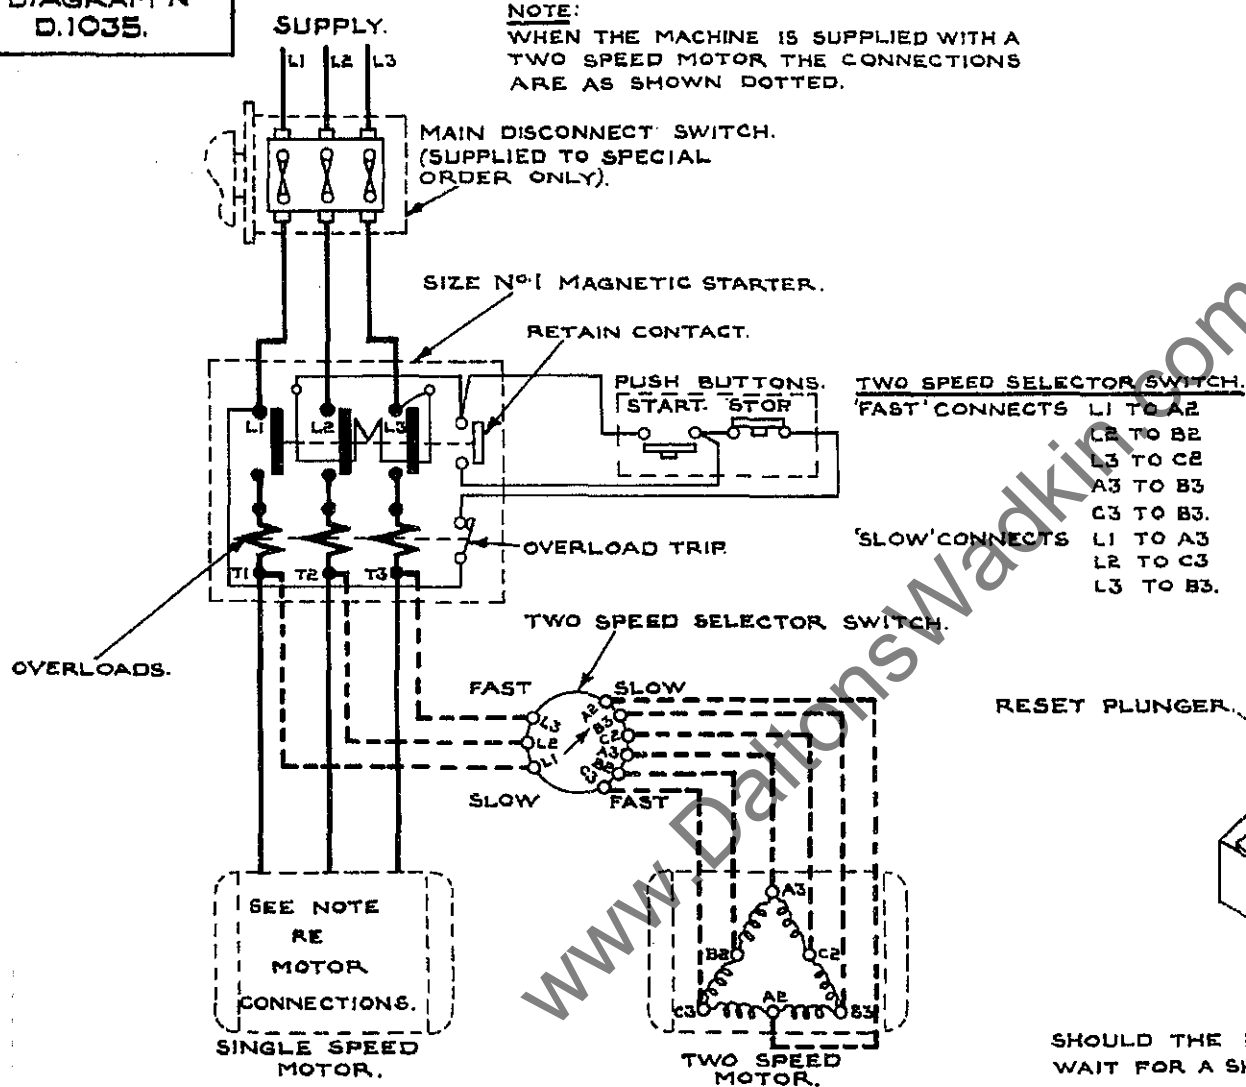 DIAGRAM N
D.1035.
SUPPLY.
L1 L2 L3
NOTE:
WHEN THE MACHINE IS SUPPLIED WITH A
TWO SPEED MOTOR THE CONNECTIONS
ARE AS SHOWN DOTTED.
MAIN DISCONNECT SWITCH.
(SUPPLIED TO SPECIAL
ORDER ONLY).
SIZE No.1 MAGNETIC STARTER.
RETAIN CONTACT.
PUSH BUTTONS.
START. STOP
L1 L2 L3
TWO SPEED SELECTOR SWITCH.
'FAST' CONNECTS L1 TO A2
L2 TO B2
L3 TO C2
A3 TO B3
C3 TO B3.
'SLOW' CONNECTS L1 TO A3
L2 TO C3
L3 TO B3.
OVERLOAD TRIP.
T1 T2 T3
OVERLOADS.
TWO SPEED SELECTOR SWITCH.
FAST SLOW
L3 L2 L1
A2 B3 C2 A3 B2 C3
SLOW FAST
RESET PLUNGER.
SEE NOTE
RE
MOTOR
CONNECTIONS.
SINGLE SPEED
MOTOR.
A3
B2 C2
C3 A2 B3
TWO SPEED
MOTOR.
SHOULD THE
WAIT FOR A SH
www.DaltonsWadkin.com